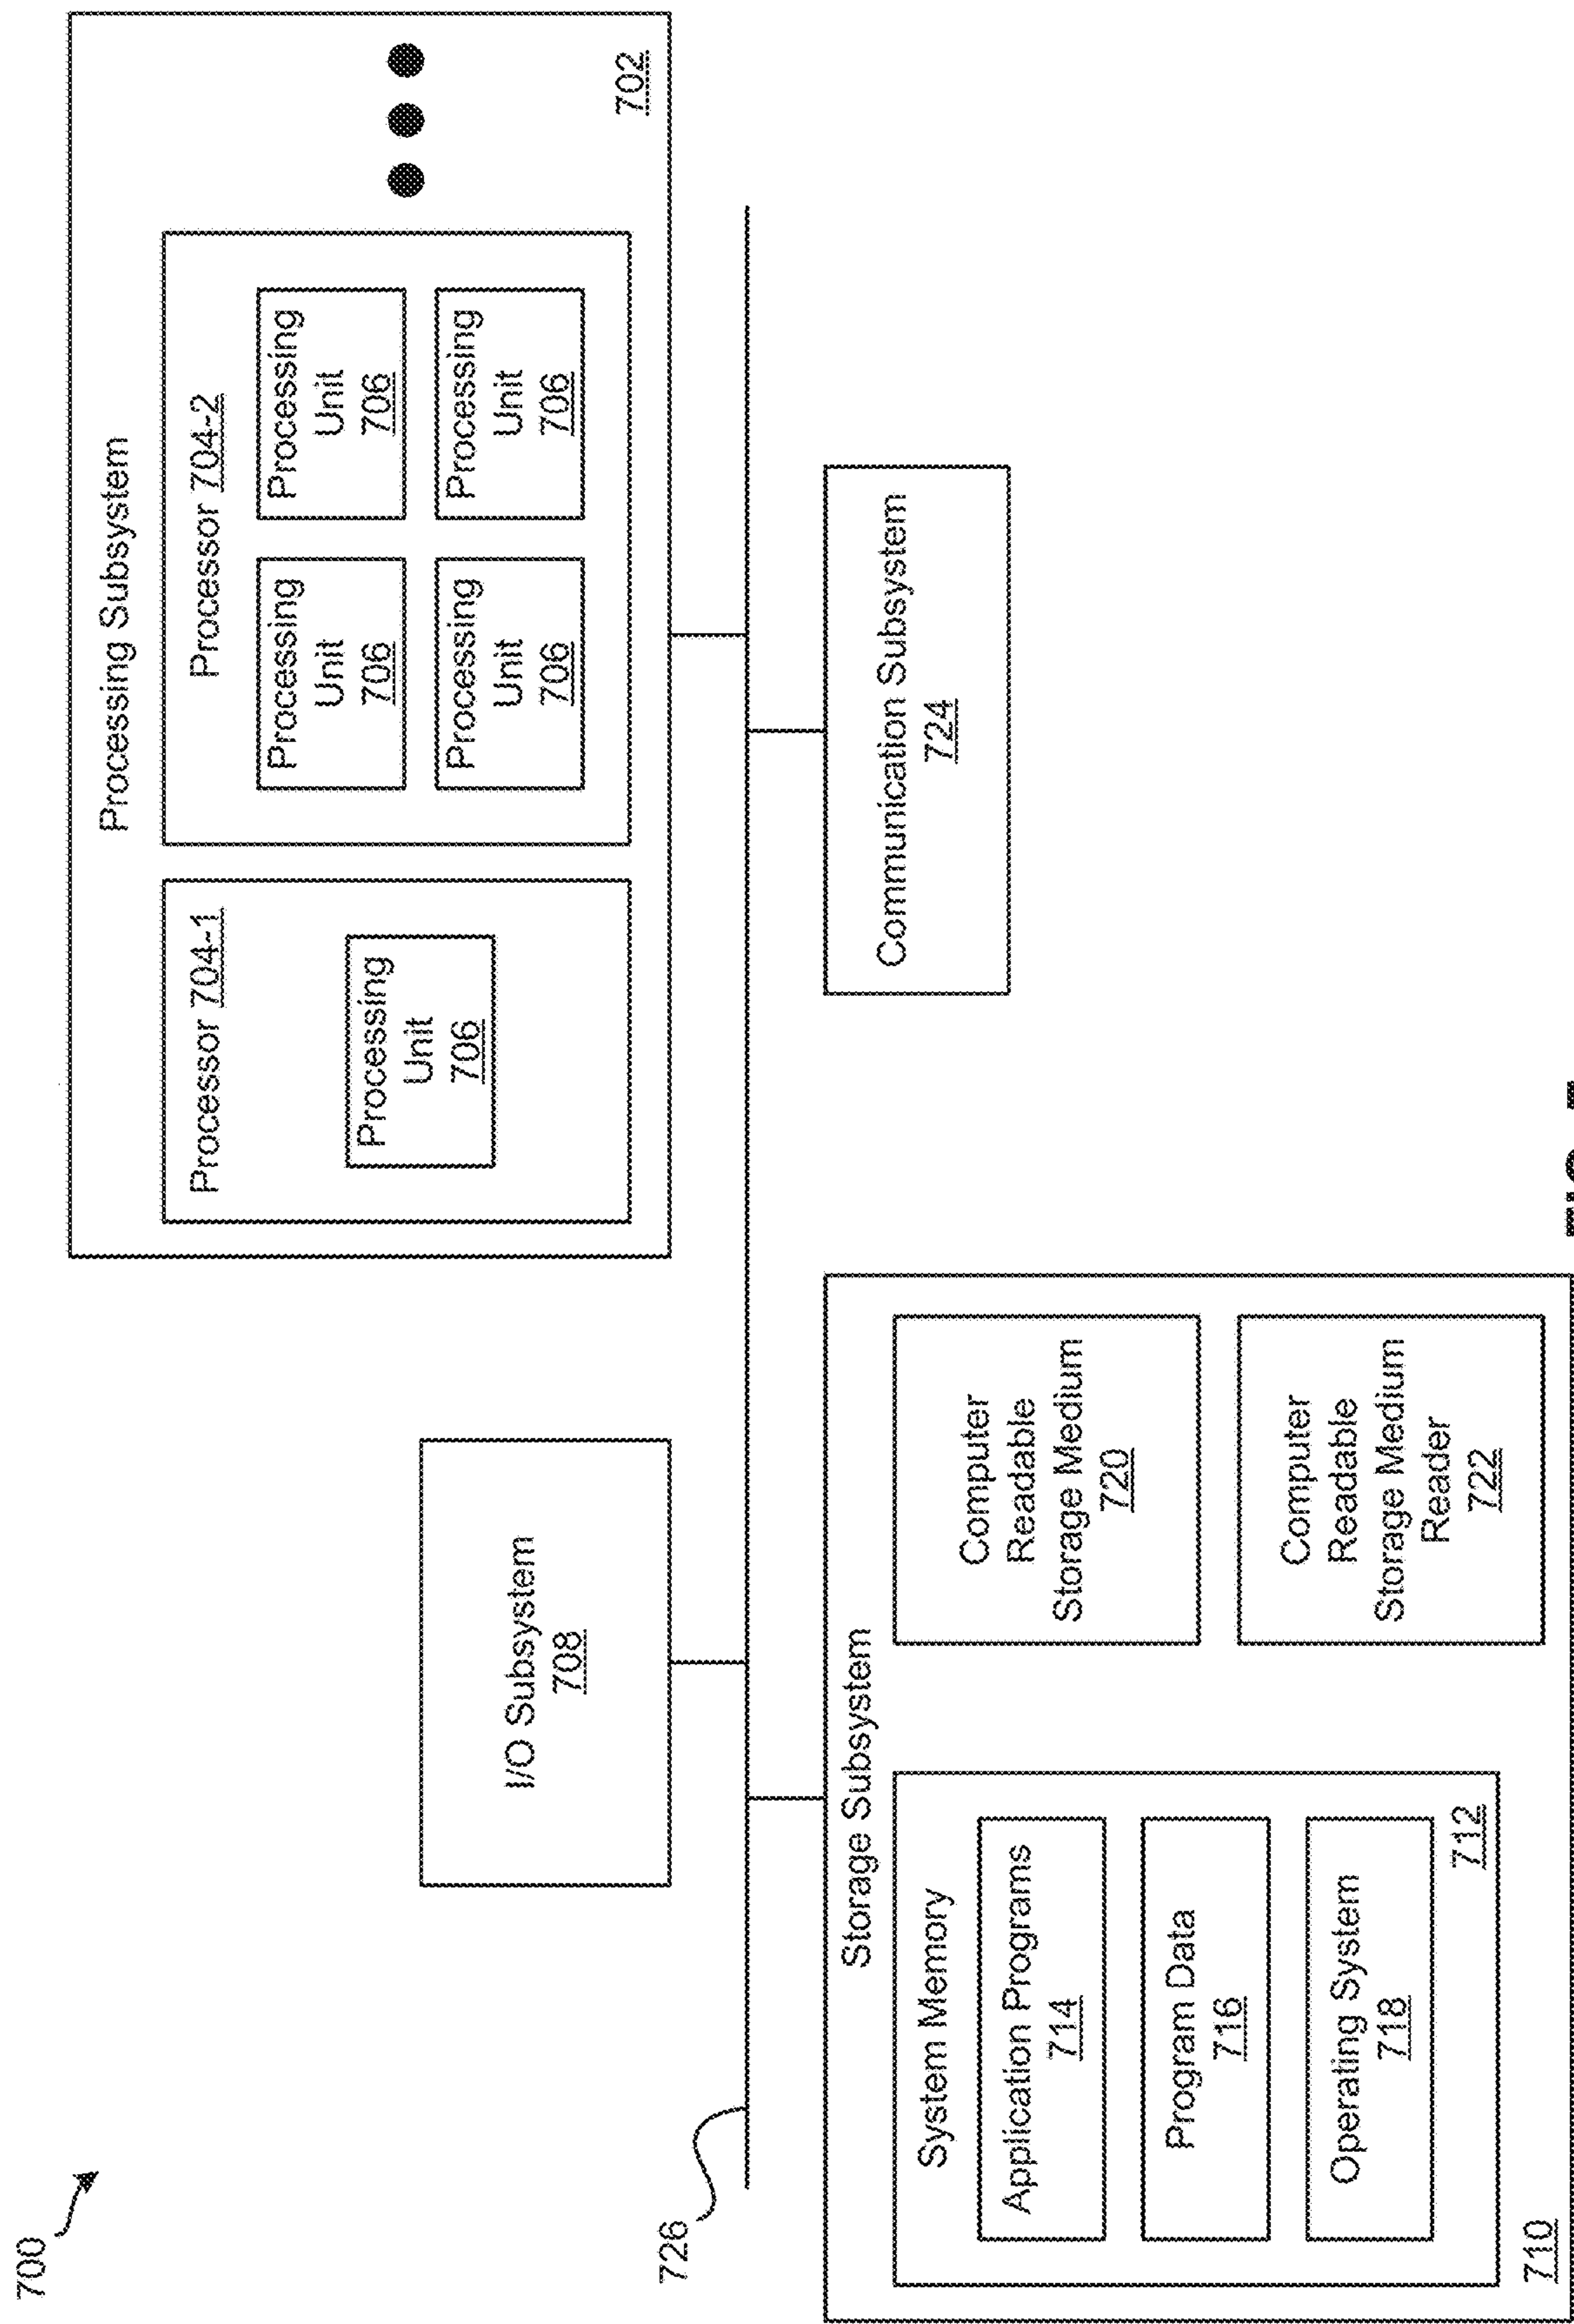 700
Processing Subsystem
Processor 704-1
Processing
Unit
706
Processor 704-2
Processing
Unit
706
Processing
Unit
706
Processing
Unit
706
Processing
Unit
706
702
I/O Subsystem
708
726
Storage Subsystem
System Memory
Application Programs
714
Program Data
716
Operating System
718
712
710
Computer
Readable
Storage Medium
720
Computer
Readable
Storage Medium
Reader
722
Communication Subsystem
724